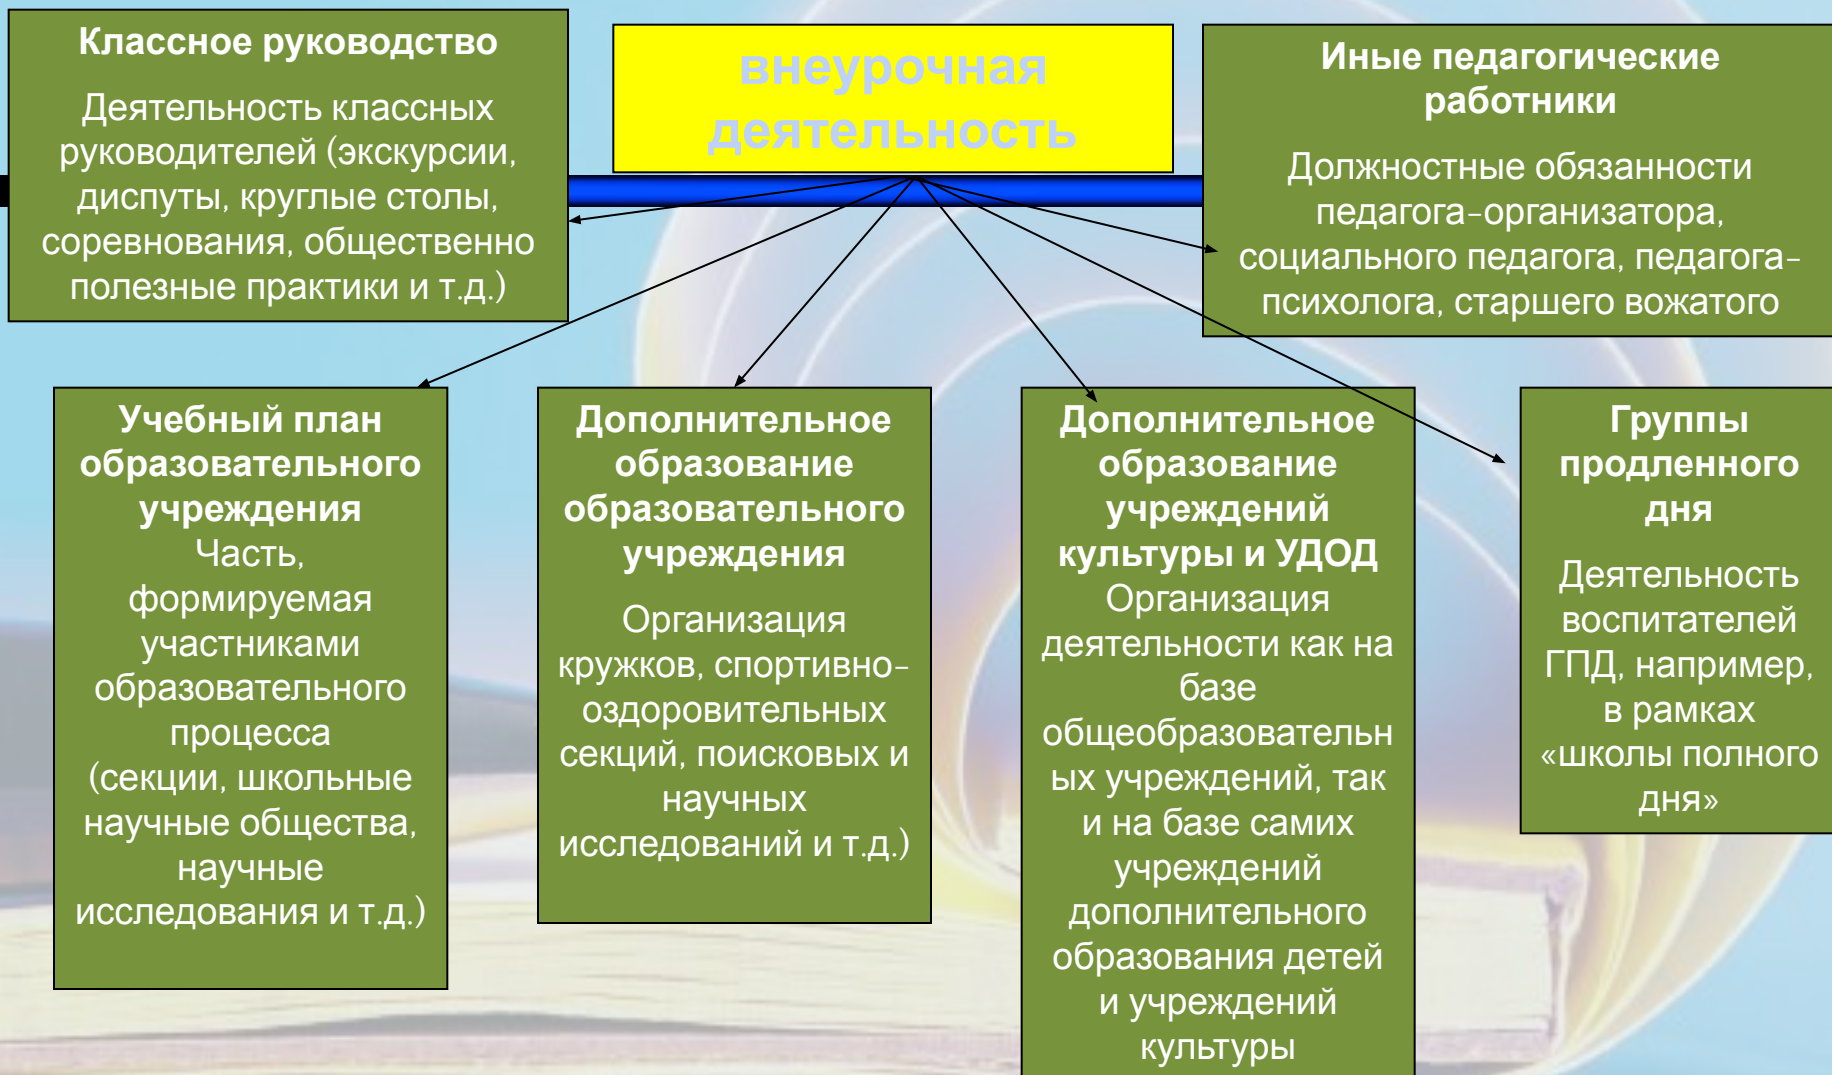 Классное руководство
Деятельность классных
руководителей (экскурсии,
диспуты, круглые столы,
соревнования, общественно
полезные практики и т.д.)
внеурочная
деятельность
Иные педагогические
работники
Должностные обязанности
педагога-организатора,
социального педагога, педагога-
психолога, старшего вожатого
Учебный план
образовательного
учреждения
Часть,
формируемая
участниками
образовательного
процесса
(секции, школьные
научные общества,
научные
исследования и т.д.)
Дополнительное
образование
образовательного
учреждения
Организация
кружков, спортивно-
оздоровительных
секций, поисковых и
научных
исследований и т.д.)
Дополнительное
образование
учреждений
культуры и УДОД
Организация
деятельности как на
базе
общеобразовательн
ых учреждений, так
и на базе самих
учреждений
дополнительного
образования детей
и учреждений
культуры
Группы
продленного
дня
Деятельность
воспитателей
ГПД, например,
в рамках
«школы полного
дня»